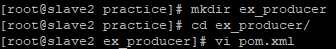 [root@slave2 practice]# mkdir ex_producer
[root@slave2 practice]# cd ex_producer/
[root@slave2 ex_producer]# vi pom.xml